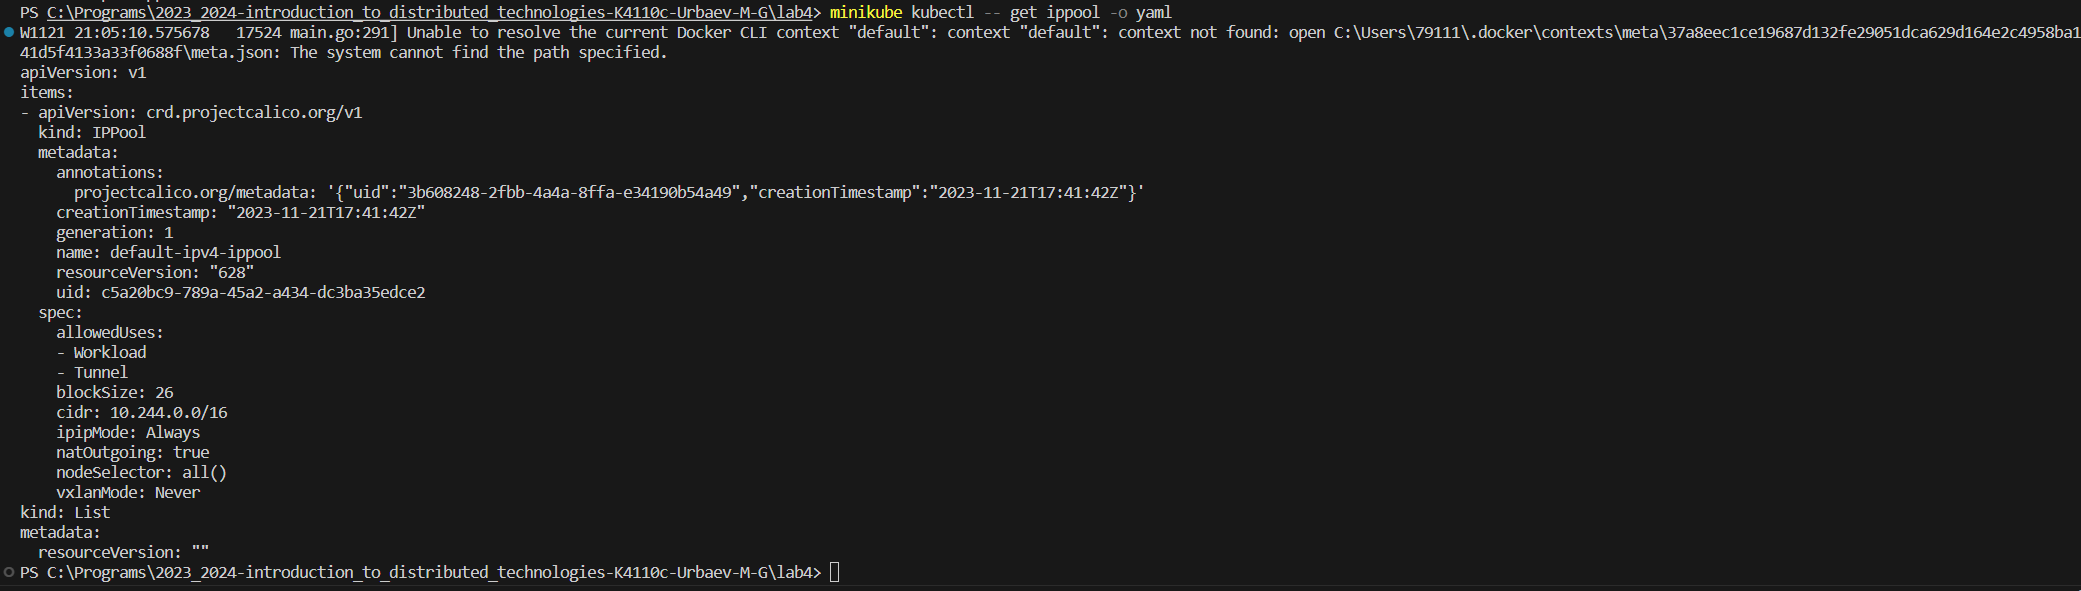 PS C:\Programs\2023_2024-introduction_to_distributed_technologies-K4110c-Urbaev-M-G\lab4> minikube kubectl -- get ippool -o yaml
W1121 21:05:10.575678   17524 main.go:291] Unable to resolve the current Docker CLI context "default": context "default": context not found: open C:\Users\79111\.docker\contexts\meta\37a8eec1ce19687d132fe29051dca629d164e2c4958ba1
41d5f4133a33f0688f\meta.json: The system cannot find the path specified.
apiVersion: v1
items:
- apiVersion: crd.projectcalico.org/v1
  kind: IPPool
  metadata:
    annotations:
      projectcalico.org/metadata: '{"uid":"3b608248-2fbb-4a4a-8ffa-e34190b54a49","creationTimestamp":"2023-11-21T17:41:42Z"}'
    creationTimestamp: "2023-11-21T17:41:42Z"
    generation: 1
    name: default-ipv4-ippool
    resourceVersion: "628"
    uid: c5a20bc9-789a-45a2-a434-dc3ba35edce2
  spec:
    allowedUses:
    - Workload
    - Tunnel
    blockSize: 26
    cidr: 10.244.0.0/16
    ipipMode: Always
    natOutgoing: true
    nodeSelector: all()
    vxlanMode: Never
kind: List
metadata:
  resourceVersion: ""
PS C:\Programs\2023_2024-introduction_to_distributed_technologies-K4110c-Urbaev-M-G\lab4>